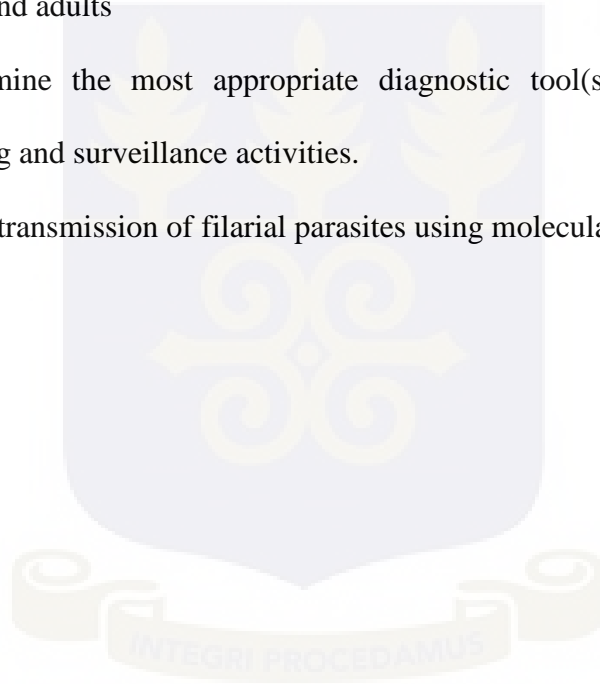 nd adults
mine the most appropriate diagnostic tool(s
g and surveillance activities.
transmission of filarial parasites using molecula
INTEGRI PROCEDAMUS